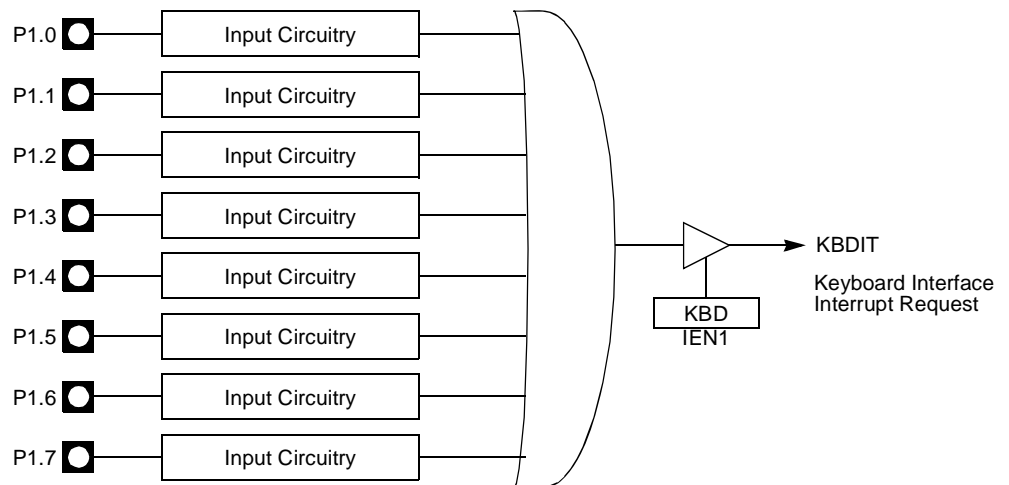 P1.0 Input Circuitry
P1.1 Input Circuitry
P1.2 Input Circuitry
P1.3 Input Circuitry
P1.4 Input Circuitry
P1.5 Input Circuitry
P1.6 Input Circuitry
P1.7 Input Circuitry
KBDIT
Keyboard Interface
Interrupt Request
KBD
IEN1